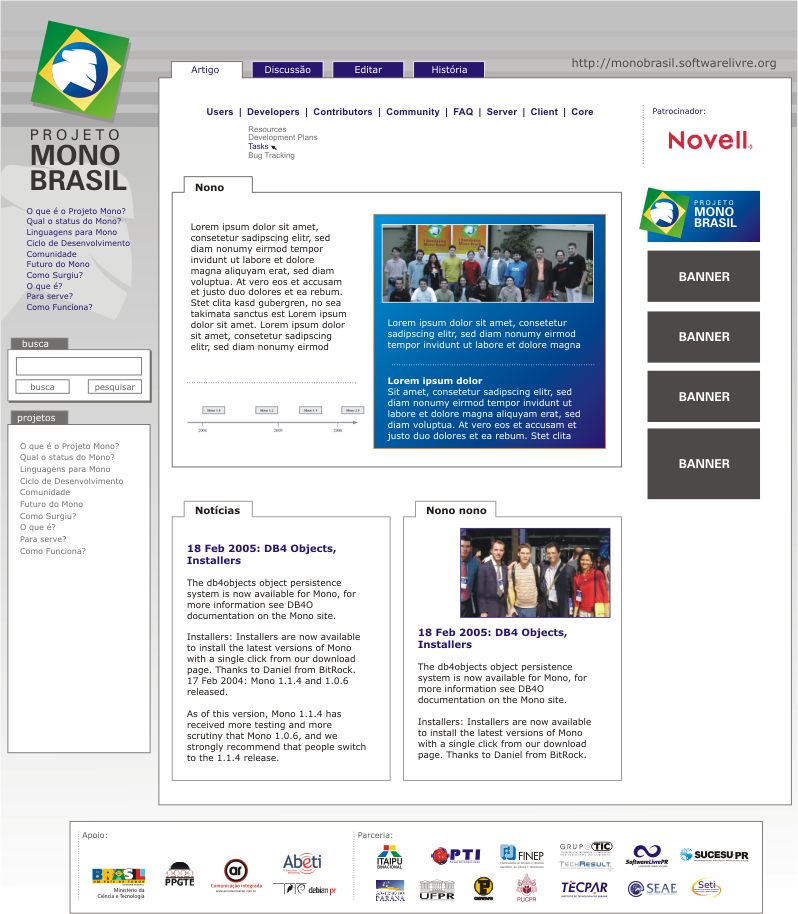 http://monobrasil.softwarelivre.org
Artigo
Discussão
Editar
História
PROJETO
MONO
BRASIL
Users | Developers | Contributors | Community | FAQ | Server | Client | Core
Resources
Development Plans
Tasks
Bug Tracking
Patrocinador:
Novell
O que é o Projeto Mono?
Qual o status do Mono?
Linguagens para Mono
Ciclo de Desenvolvimento
Comunidade
Futuro do Mono
Como Surgiu?
O que é?
Para serve?
Como Funciona?
busca
busca
pesquisar
projetos
O que é o Projeto Mono?
Qual o status do Mono?
Linguagens para Mono
Ciclo de Desenvolvimento
Comunidade
Futuro do Mono
Como Surgiu?
O que é?
Para serve?
Como Funciona?
Nono
Lorem ipsum dolor sit amet,
consetetur sadipscing elitr, sed
diam nonumy eirmod tempor
invidunt ut labore et dolore
magna aliquyam erat, sed diam
voluptua. At vero eos et accusam
et justo duo dolores et ea rebum.
Stet clita kasd gubergren, no sea
takimata sanctus est Lorem ipsum
dolor sit amet. Lorem ipsum dolor
sit amet, consetetur sadipscing
elitr, sed diam nonumy eirmod
Lorem ipsum dolor sit amet, consetetur
sadipscing elitr, sed diam nonumy eirmod
tempor invidunt ut labore et dolore magna
Lorem ipsum dolor
Sit amet, consetetur sadipscing elitr, sed
diam nonumy eirmod tempor invidunt ut
labore et dolore magna aliquyam erat, sed
diam voluptua. At vero eos et accusam et
justo duo dolores et ea rebum. Stet clita
PROJETO
MONO
BRASIL
BANNER
BANNER
BANNER
BANNER
Notícias
18 Feb 2005: DB4 Objects,
Installers
The db4objects object persistence
system is now available for Mono, for
more information see DB4O
documentation on the Mono site.
Installers: Installers are now available
to install the latest versions of Mono
with a single click from our download
page. Thanks to Daniel from BitRock.
17 Feb 2004: Mono 1.1.4 and 1.0.6
released.
As of this version, Mono 1.1.4 has
received more testing and more
scrutiny that Mono 1.0.6, and we
strongly recommend that people switch
to the 1.1.4 release.
Nono nono
18 Feb 2005: DB4 Objects,
Installers
The db4objects object persistence
system is now available for Mono, for
more information see DB4O
documentation on the Mono site.
Installers: Installers are now available
to install the latest versions of Mono
with a single click from our download
page. Thanks to Daniel from BitRock.
Apoio:
BRASIL
Ministério da
Ciência e Tecnologia
PPGTE
ar
Comunicação integrada
Abeti
debian pr
Parceria:
ITAIPU
BINACIONAL
PTI
FINEP
GRUPO TIC
TECHRESULT
SoftwareLivrePR
SUCESU PR
PARANÁ
UFPR
PUCPR
TECPAR
SEAE
Seti